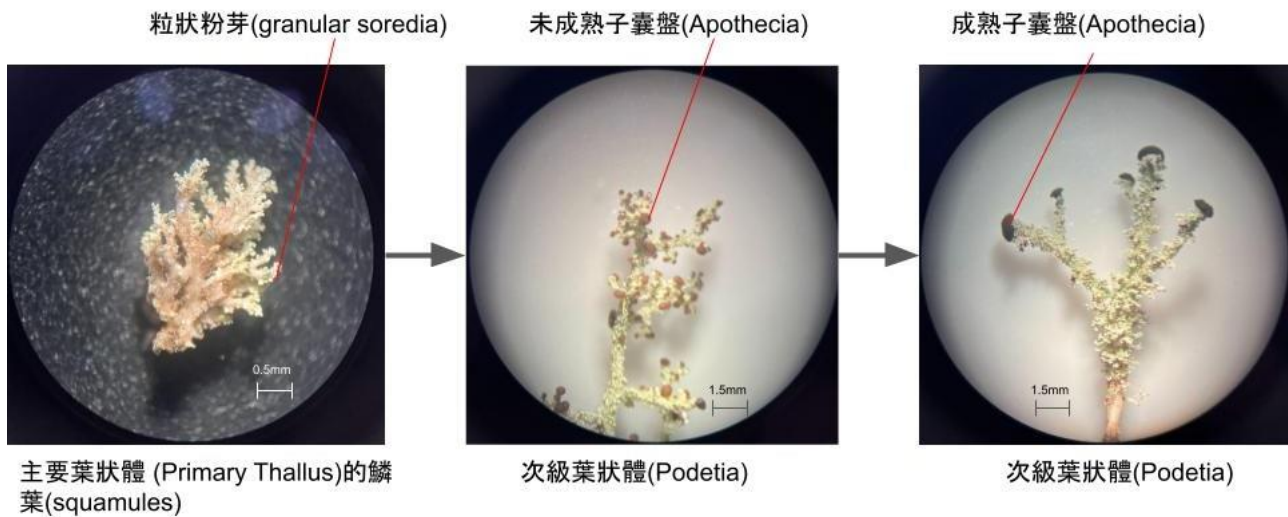 粒狀粉芽(granular soredia)
未成熟子囊盤(Apothecia)
成熟子囊盤(Apothecia)
0.5mm
1.5mm
1.5mm
主要葉狀體 (Primary Thallus)的鱗
葉(squamules)
次級葉狀體(Podetia)
次級葉狀體(Podetia)